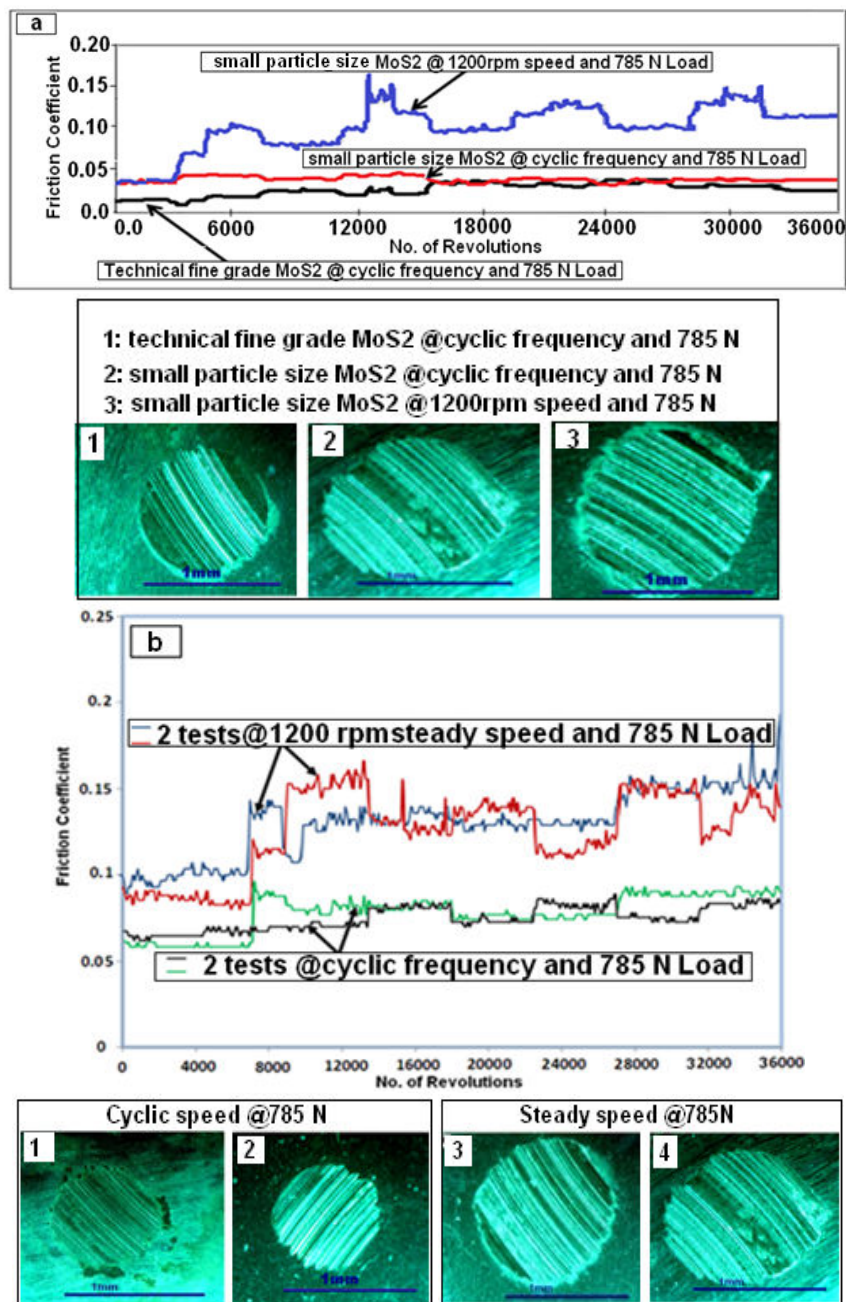 a
0.20
small particle size MoS2 @ 1200rpm speed and 785 N Load
0.15
0.10
0.05
0.0
Friction Coefficient
small particle size MoS2 @ cyclic frequency and 785 N Load
0.0 6000 12000 18000 24000 30000 36000
No. of Revolutions
Technical fine grade MoS2 @ cyclic frequency and 785 N Load
1: technical fine grade MoS2 @cyclic frequency and 785 N
2: small particle size MoS2 @cyclic frequency and 785 N
3: small particle size MoS2 @1200rpm speed and 785 N
1 2 3
1mm 1mm 1mm
b
0.25
0.2
0.15
0.1
0.05
0
Friction Coefficient
2 tests@1200 rpmsteady speed and 785 N Load
2 tests @cyclic frequency and 785 N Load
0 4000 8000 12000 16000 20000 24000 28000 32000 36000
No. of Revolutions
Cyclic speed @785 N
Steady speed @785N
1 2 3 4
1mm 1mm 1mm 1mm